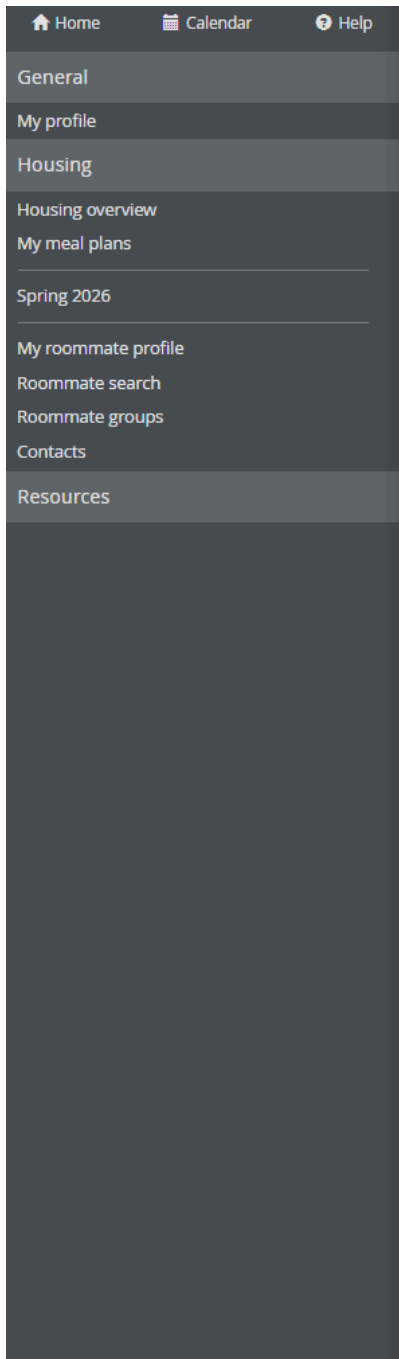 Home Calendar Help
General
My profile
Housing
Housing overview
My meal plans
Spring 2026
My roommate profile
Roommate search
Roommate groups
Contacts
Resources